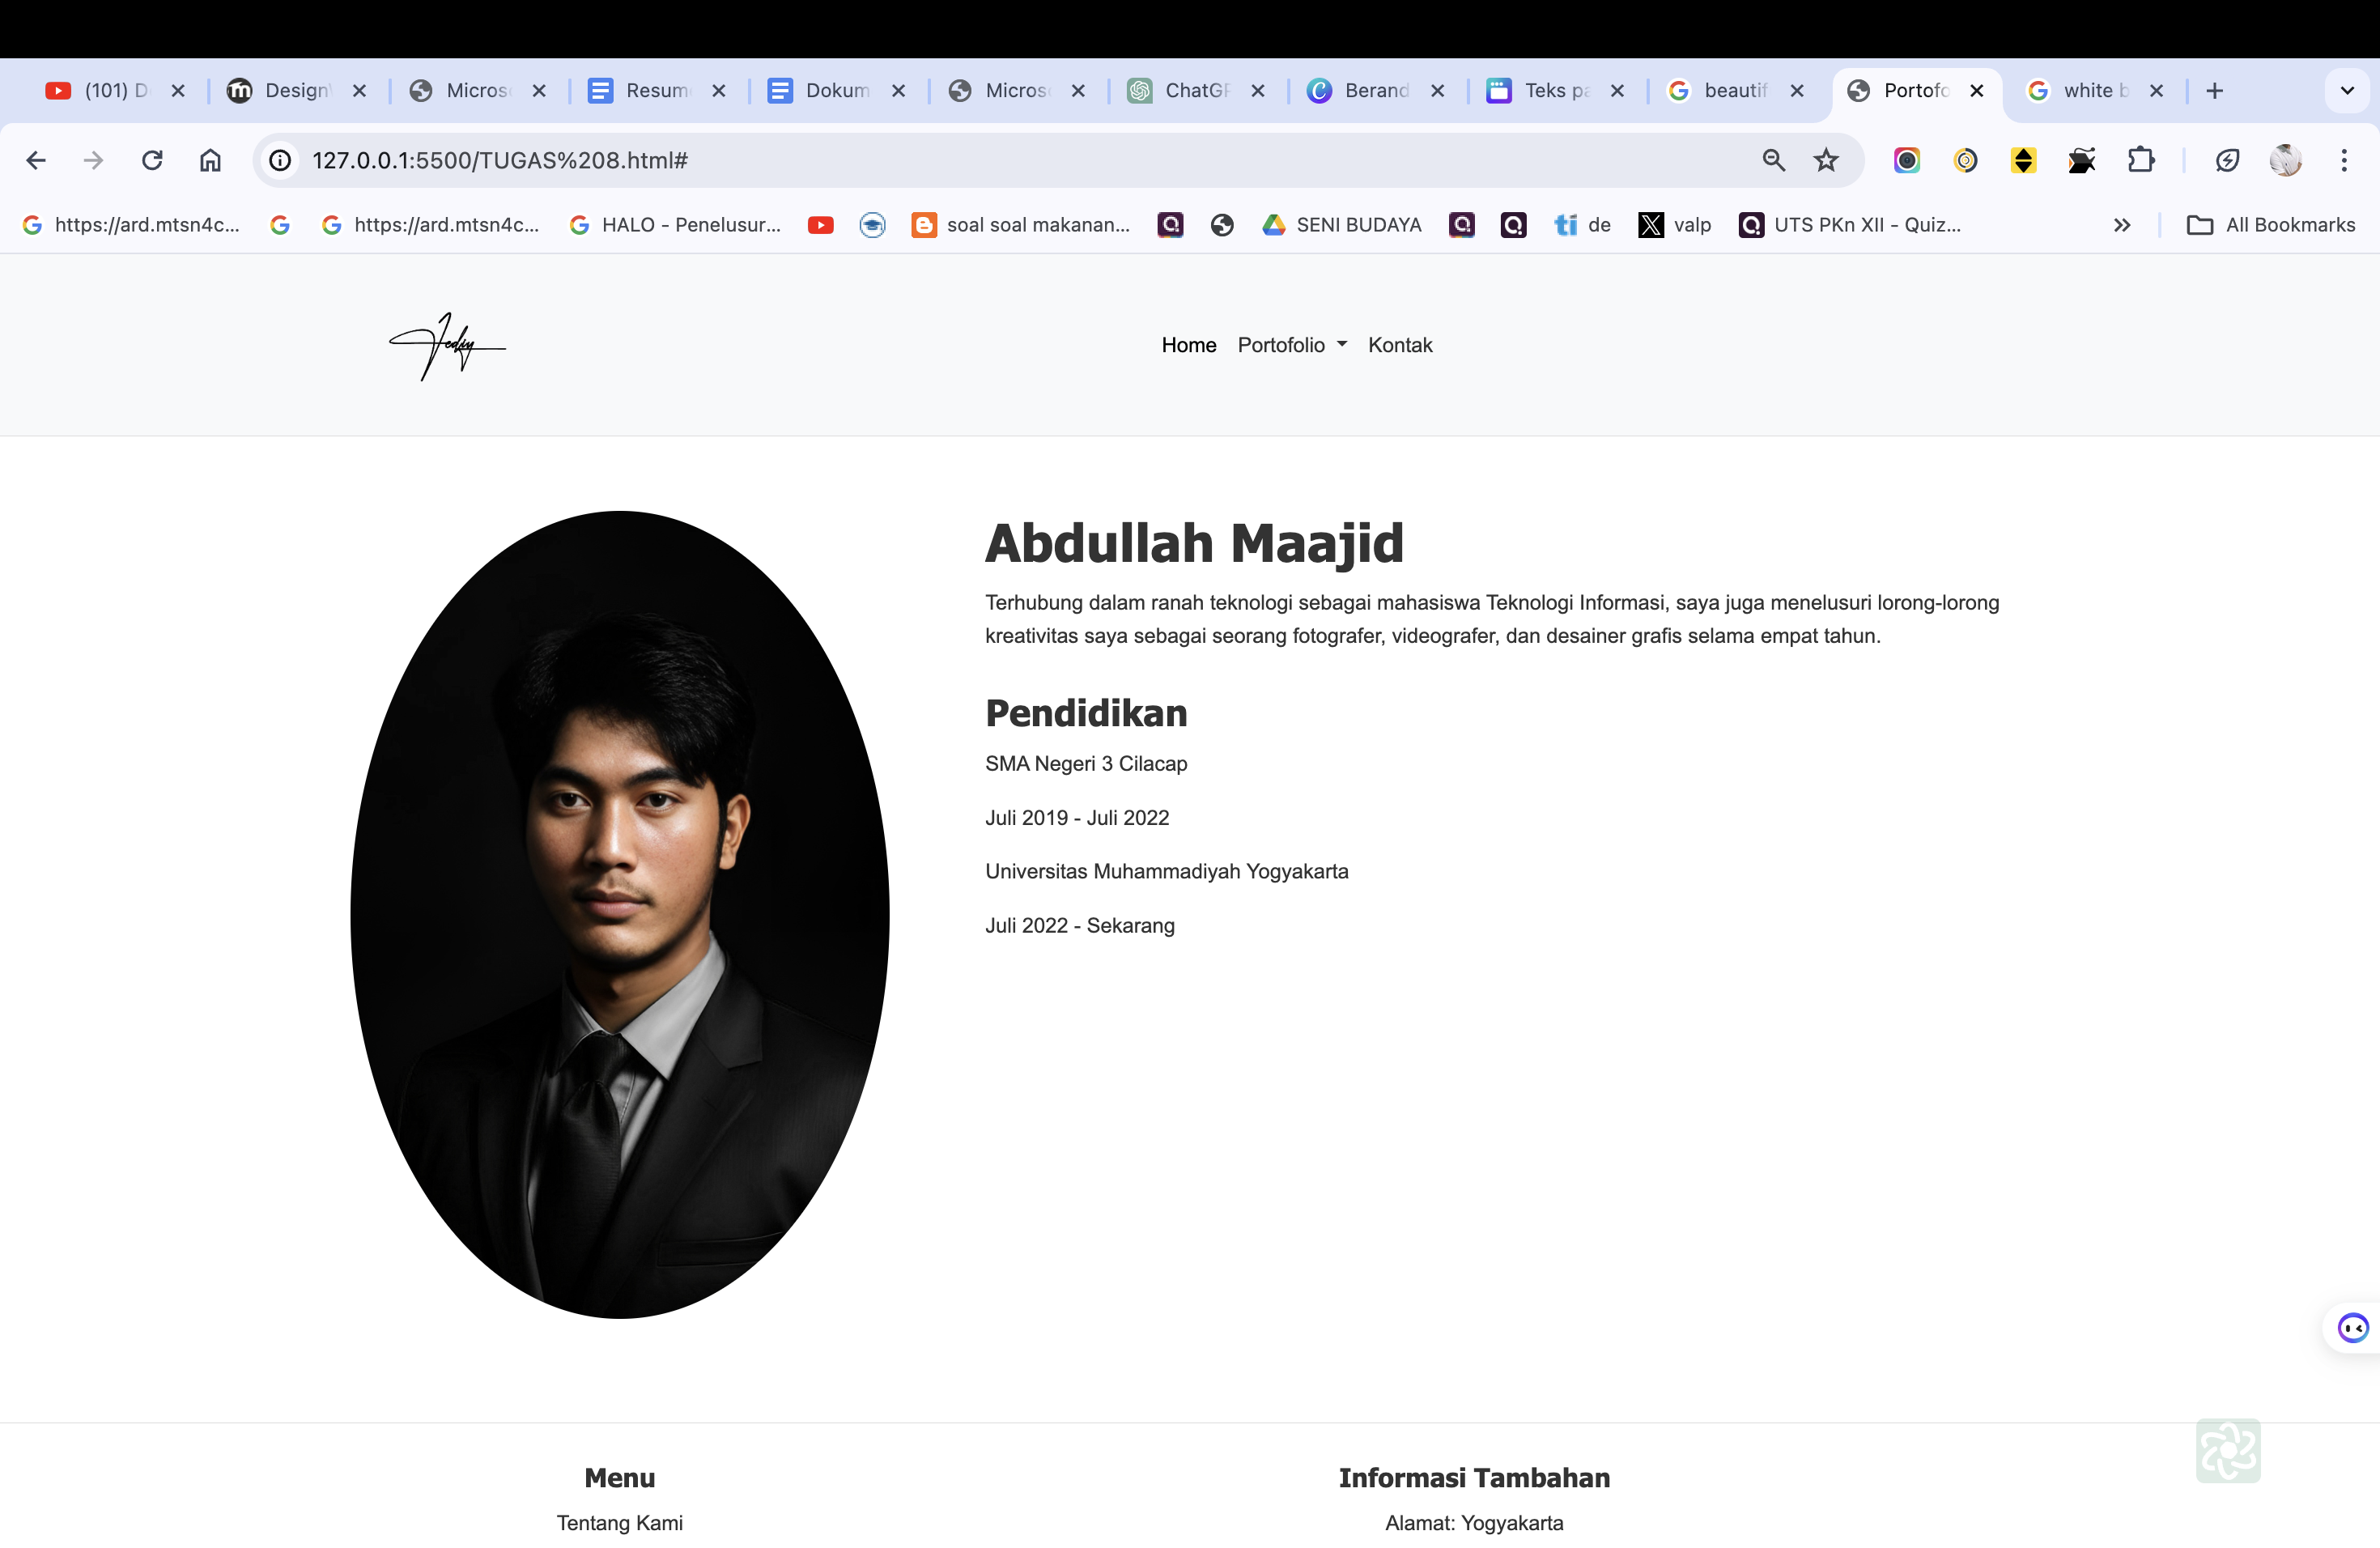 (101) D
Design
Micros
Resum
Dokum
Micros
ChatGP
Berand
Teks pa
beautif
Portofo
white b
127.0.0.1:5500/TUGAS%208.html#
https://ard.mtsn4c...
https://ard.mtsn4c...
HALO - Penelusur...
soal soal makanan...
SENI BUDAYA
de
valp
UTS PKn XII - Quiz...
All Bookmarks
Home
Portofolio
Kontak
Abdullah Maajid
Terhubung dalam ranah teknologi sebagai mahasiswa Teknologi Informasi, saya juga menelusuri lorong-lorong
kreativitas saya sebagai seorang fotografer, videografer, dan desainer grafis selama empat tahun.
Pendidikan
SMA Negeri 3 Cilacap
Juli 2019 - Juli 2022
Universitas Muhammadiyah Yogyakarta
Juli 2022 - Sekarang
Menu
Tentang Kami
Informasi Tambahan
Alamat: Yogyakarta